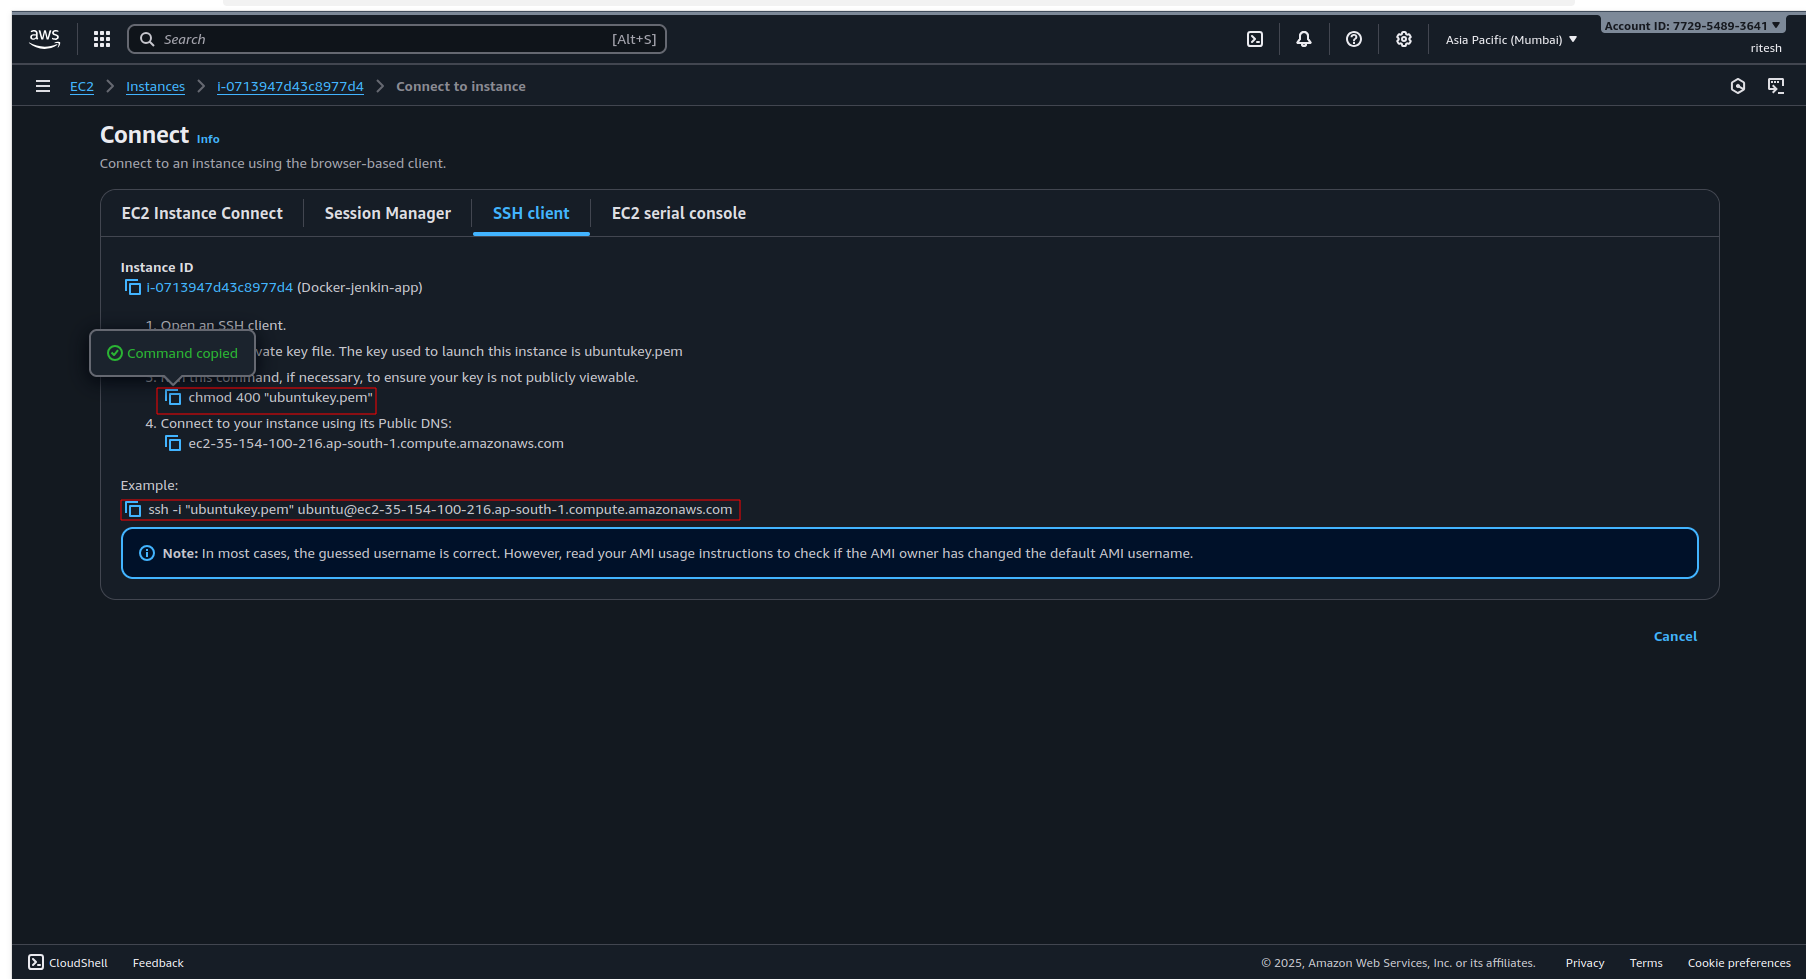 aws
Search [Alt+S]
Asia Pacific (Mumbai)
Account ID: 7729-5489-3641
ritesh
EC2 Instances i-0713947d43c8977d4 Connect to instance
Connect Info
Connect to an instance using the browser-based client.
EC2 Instance Connect Session Manager SSH client EC2 serial console
Instance ID
i-0713947d43c8977d4 (Docker-jenkin-app)
1. Open an SSH client.
Command copied
vate key file. The key used to launch this instance is ubuntukey.pem
3. Run this command, if necessary, to ensure your key is not publicly viewable.
chmod 400 "ubuntukey.pem"
4. Connect to your instance using its Public DNS:
ec2-35-154-100-216.ap-south-1.compute.amazonaws.com
Example:
ssh -i "ubuntukey.pem" ubuntu@ec2-35-154-100-216.ap-south-1.compute.amazonaws.com
Note: In most cases, the guessed username is correct. However, read your AMI usage instructions to check if the AMI owner has changed the default AMI username.
Cancel
CloudShell Feedback © 2025, Amazon Web Services, Inc. or its affiliates. Privacy Terms Cookie preferences